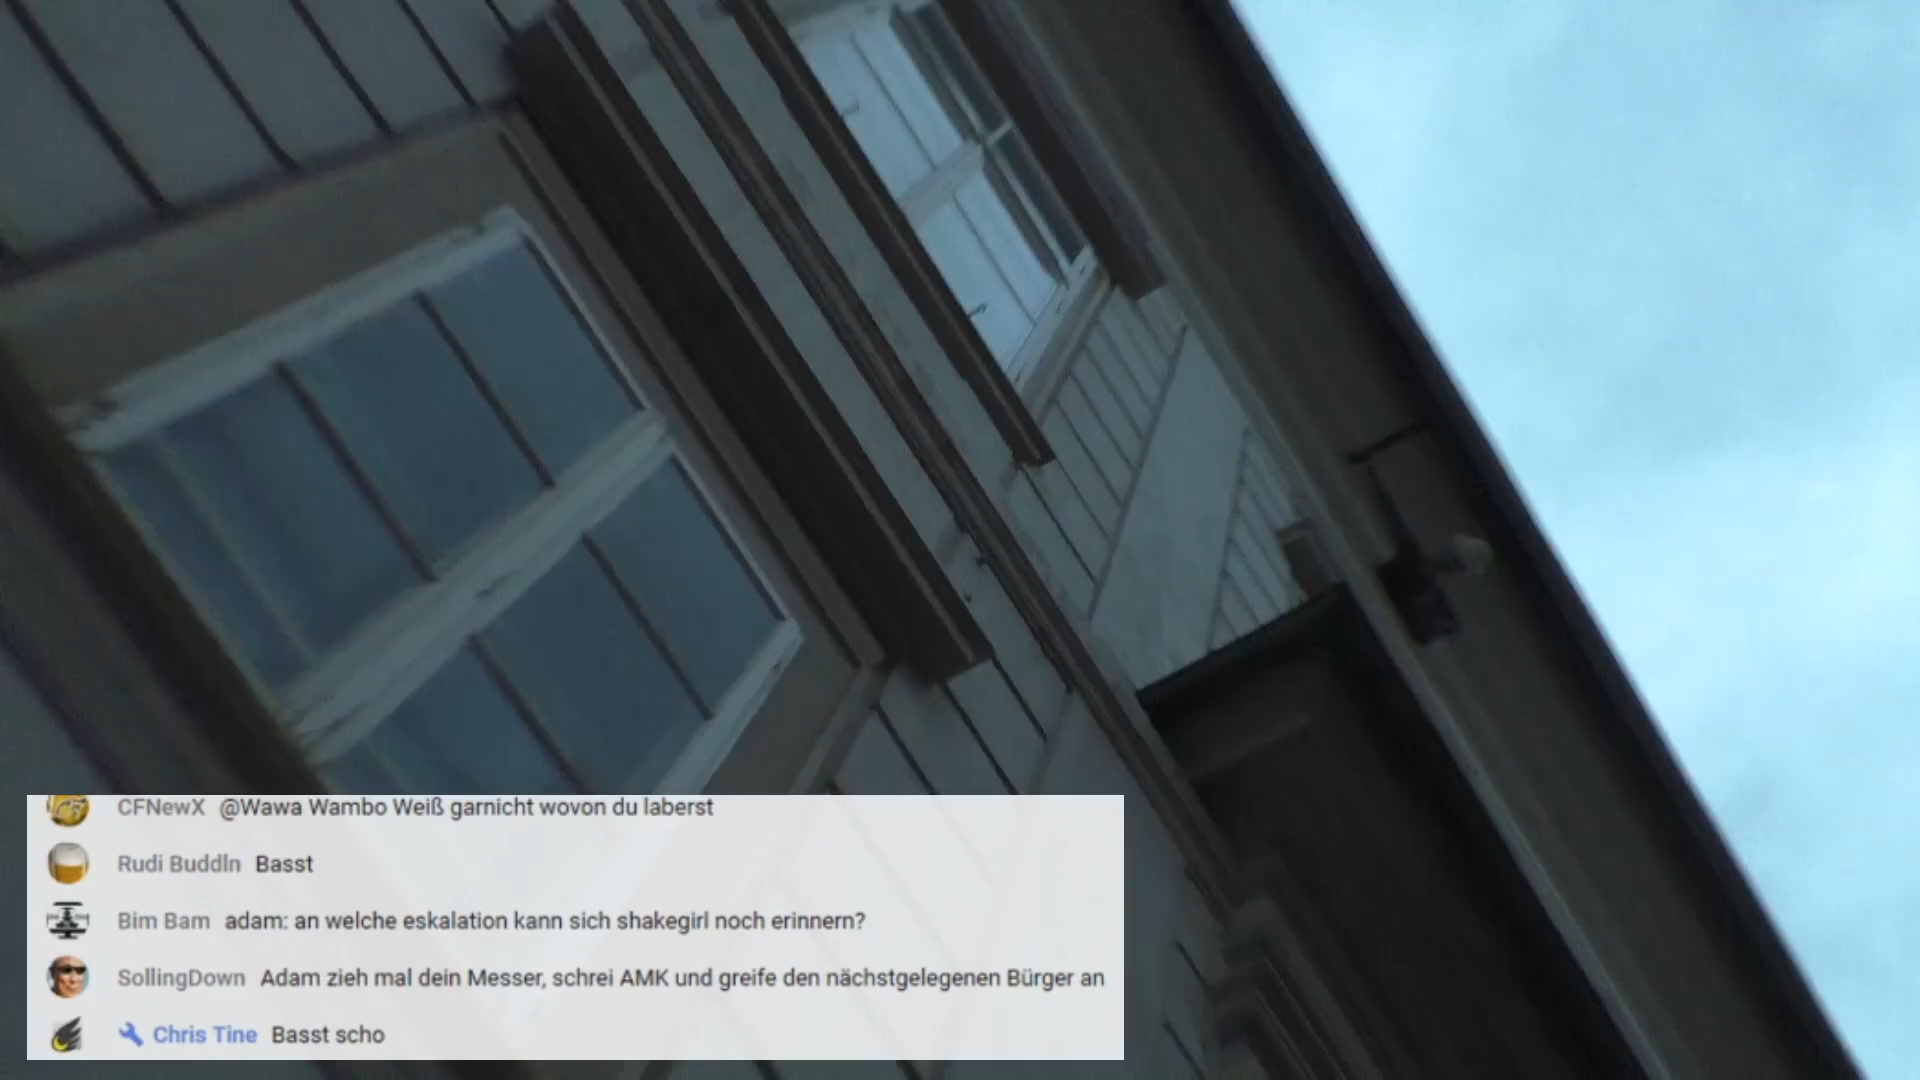 CFNewX @Wawa Wambo Weiß garnicht wovon du laberst
Rudi Buddln Basst
Bim Bam adam: an welche eskalation kann sich shakegirl noch erinnern?
SollingDown Adam zieh mal dein Messer, schrei AMK und greife den nächstgelegenen Bürger an
Chris Tine Basst scho